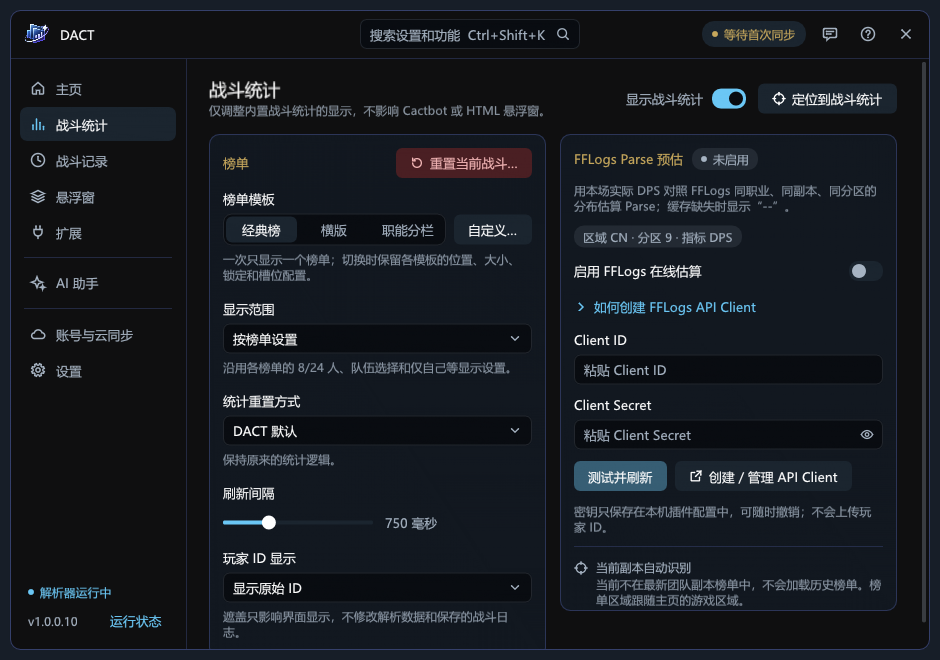 DACT
搜索设置和功能 Ctrl+Shift+K
等待首次同步
主页
战斗统计
战斗记录
悬浮窗
扩展
AI 助手
账号与云同步
设置
解析器运行中
v1.0.0.10 运行状态
战斗统计
仅调整内置战斗统计的显示，不影响 Cactbot 或 HTML 悬浮窗。
显示战斗统计
定位到战斗统计
榜单
重置当前战斗...
榜单模板
经典榜 横版 职能分栏 自定义...
一次只显示一个榜单；切换时保留各模板的位置、大小、
锁定和槽位配置。
显示范围
按榜单设置
沿用各榜单的 8/24 人、队伍选择和仅自己等显示设置。
统计重置方式
DACT 默认
保持原来的统计逻辑。
刷新间隔
750 毫秒
玩家 ID 显示
显示原始 ID
遮盖只影响界面显示，不修改解析数据和保存的战斗日
志。
FFLogs Parse 预估 未启用
用本场实际 DPS 对照 FFLogs 同职业、同副本、同分区的
分布估算 Parse；缓存缺失时显示“--”。
区域 CN · 分区 9 · 指标 DPS
启用 FFLogs 在线估算
如何创建 FFLogs API Client
Client ID
粘贴 Client ID
Client Secret
粘贴 Client Secret
测试并刷新 创建 / 管理 API Client
密钥只保存在本机插件配置中，可随时撤销；不会上传玩
家 ID。
当前副本自动识别
当前不在最新团队副本榜单中，不会加载历史榜单。榜
单区域跟随主页的游戏区域。